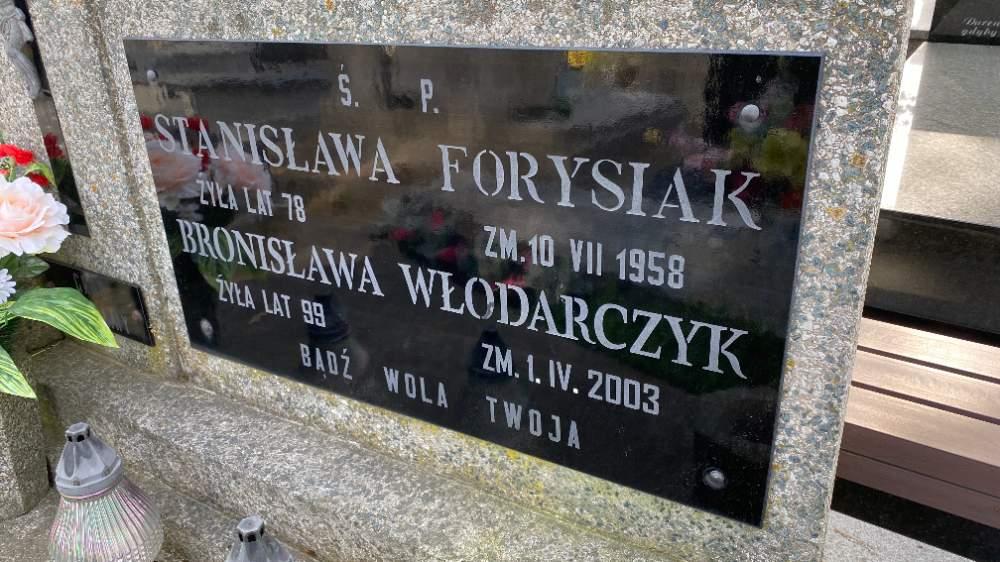 Ś. P.
STANISŁAWA FORYSIAK
ŻYŁA LAT 78 ZM. 10 VII 1958
BRONISŁAWA WŁODARCZYK
ŻYŁA LAT 99 ZM. 1. IV. 2003
BĄDŹ WOLA TWOJA
gdyby